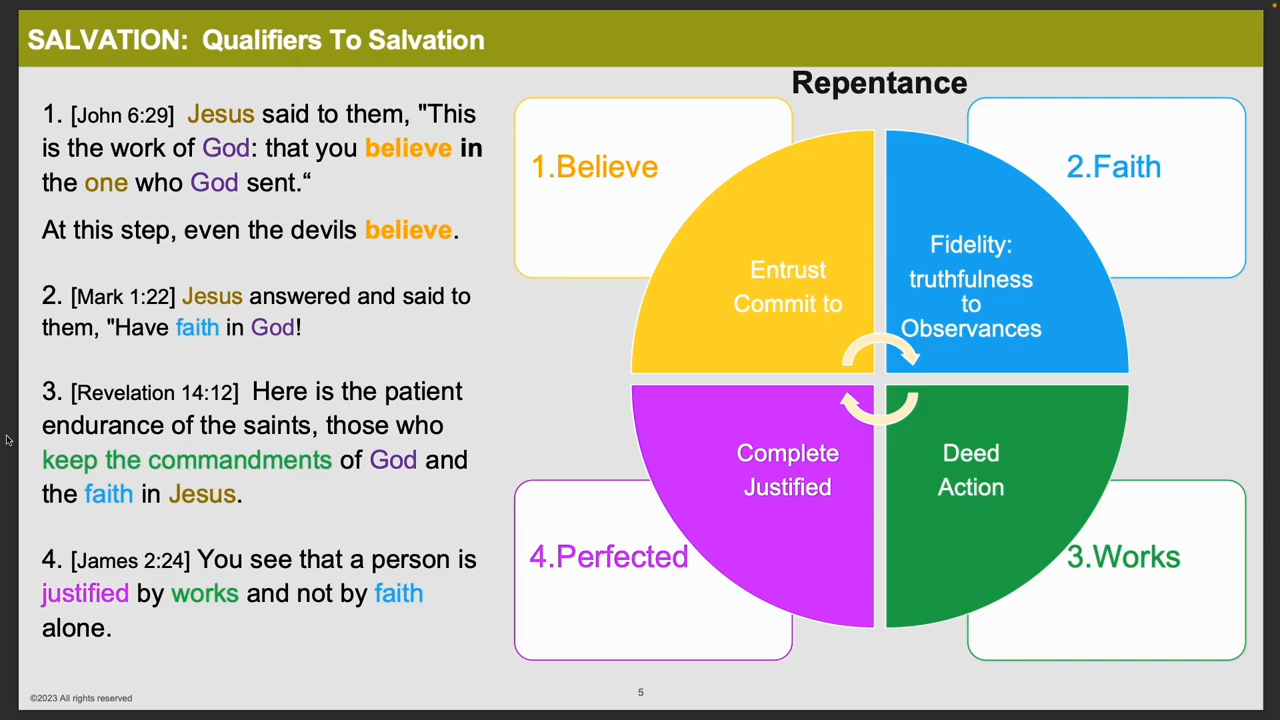 SALVATION:  Qualifiers To Salvation
1. [John 6:29]  Jesus said to them, "This
is the work of God: that you believe in
the one who God sent.“
At this step, even the devils believe.
2. [Mark 1:22] Jesus answered and said to
them, "Have faith in God!
3. [Revelation 14:12]  Here is the patient
endurance of the saints, those who
keep the commandments of God and
the faith in Jesus.
4. [James 2:24] You see that a person is
justified by works and not by faith
alone.
Repentance
1.Believe
Entrust
Commit to
2.Faith
Fidelity:
truthfulness
to
Observances
3.Works
Deed
Action
4.Perfected
Complete
Justified
©2023 All rights reserved
5